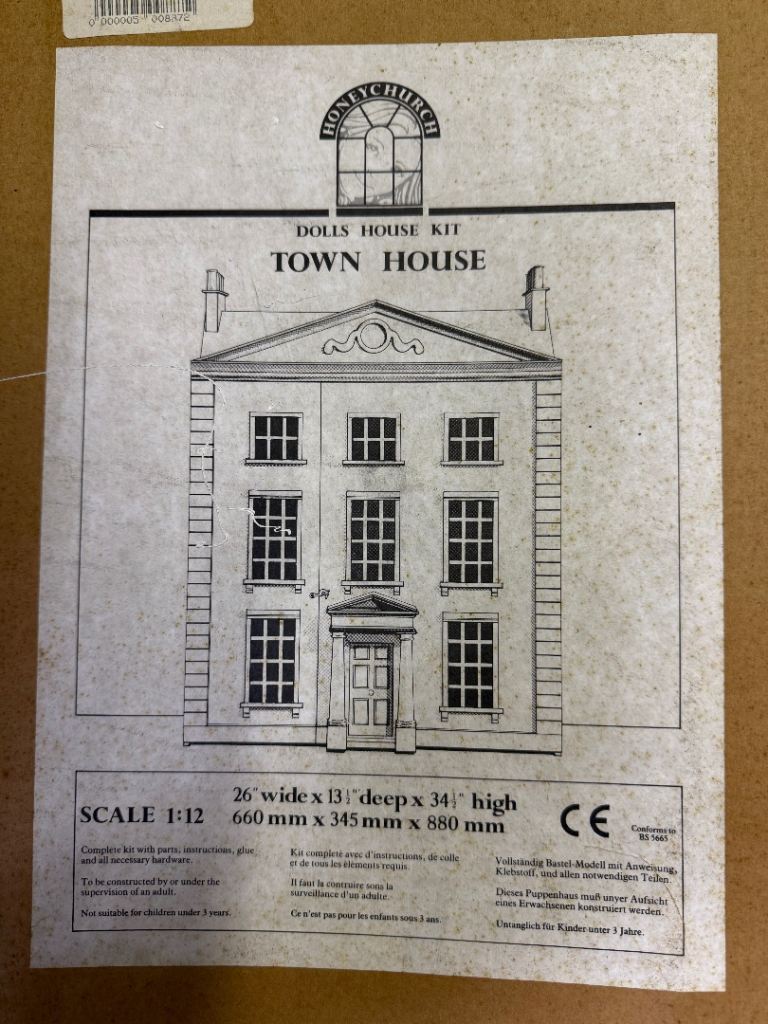 0 000005 008372
HONEYCHURCH
DOLLS HOUSE KIT
TOWN HOUSE
SCALE 1:12
26" wide x 13½" deep x 34½" high
660 mm x 345 mm x 880 mm
CE
Conforms to
BS 5665
Complete kit with parts, instructions, glue
and all necessary hardware.
To be constructed by or under the
supervision of an adult.
Not suitable for children under 3 years.
Kit complete avec d'instructions, de colle
et de tous les élèments requis.
Il faut la contruire sons la
surveillance d'un adulte.
Ce n'est pas pour les enfants sous 3 ans.
Vollständig Bastel-Modell mit Anweisung,
Klebstoff, und allen notwendigen Teilen.
Dieses Puppenhaus muß unyer Aufsicht
eines Erwachsenen konstruiert werden.
Untanglich für Kinder unter 3 Jahre.